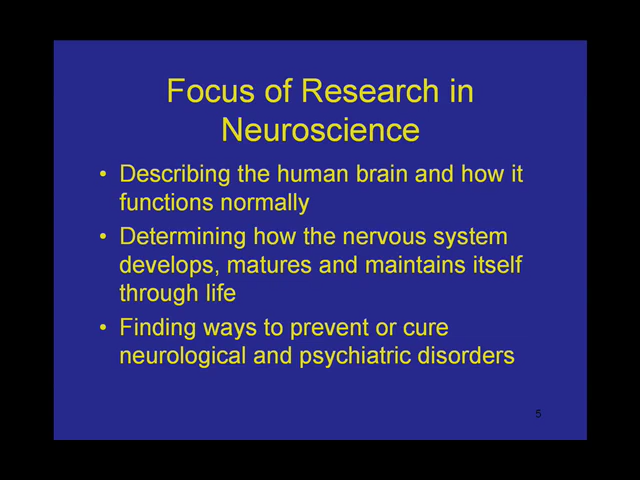 Focus of Research in
Neuroscience
• Describing the human brain and how it
functions normally
• Determining how the nervous system
develops, matures and maintains itself
through life
• Finding ways to prevent or cure
neurological and psychiatric disorders
5